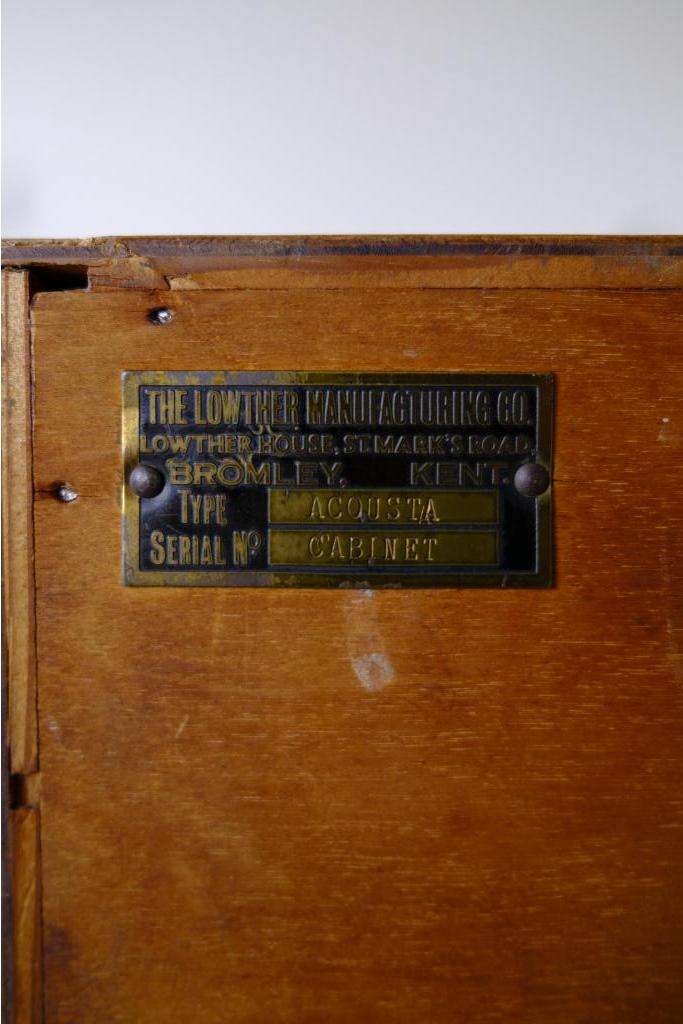 THE LOWTHER MANUFACTURING CO.
LOWTHER HOUSE, ST. MARK'S ROAD,
BROMLEY, KENT.
TYPE ACOUSTA
SERIAL No CABINET